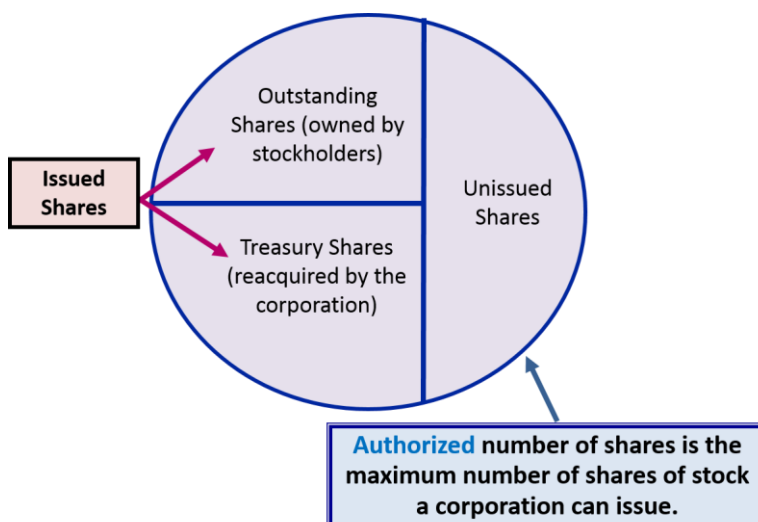 Outstanding
Shares (owned by
stockholders)
Issued
Shares
Unissued
Shares
Treasury Shares
(reacquired by the
corporation)
Authorized number of shares is the
maximum number of shares of stock
a corporation can issue.